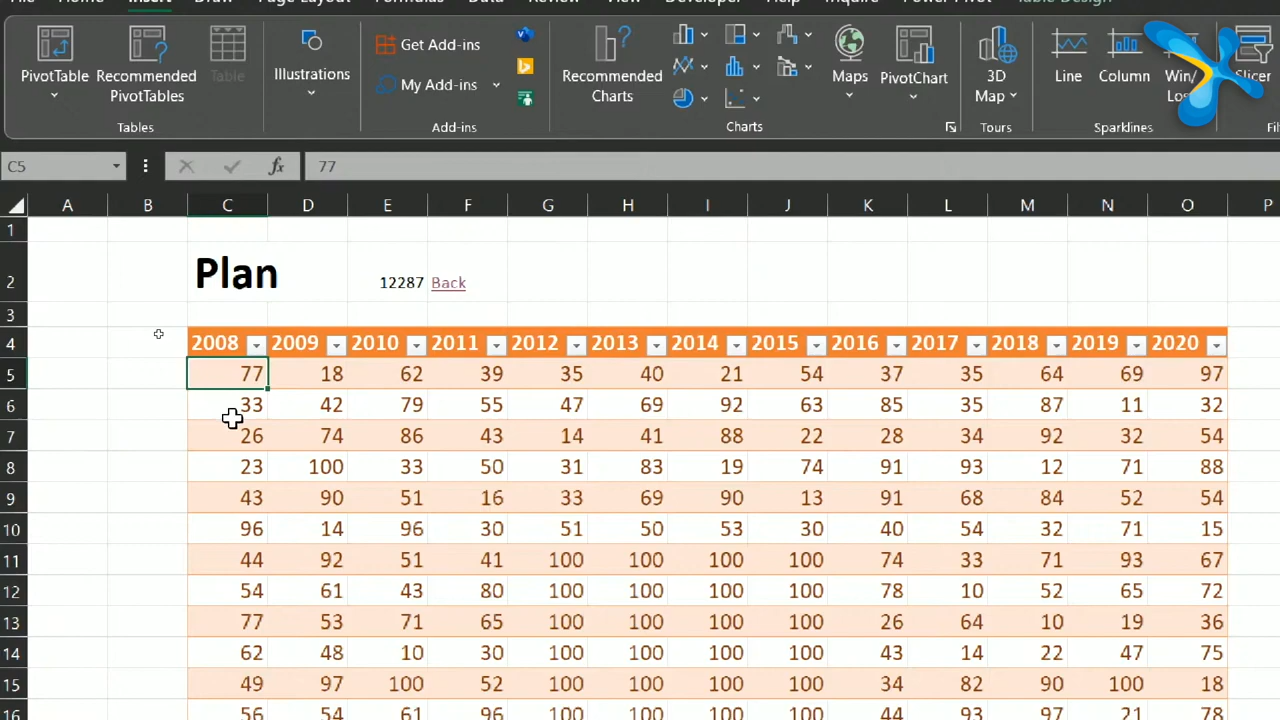 File Home Insert Draw Page Layout Formulas Data Review View Developer Help Inquire Power Pivot Table Design
PivotTable
Recommended PivotTables
Table
Illustrations
Get Add-ins
My Add-ins
Recommended Charts
Maps
PivotChart
3D Map
Line
Column
Win/
Slicer
Tables
Add-ins
Charts
Tours
Sparklines
C5 fx 77
A B C D E F G H I J K L M N O P
1
2 Plan 12287 Back
3
4 2008 2009 2010 2011 2012 2013 2014 2015 2016 2017 2018 2019 2020
5 77 18 62 39 35 40 21 54 37 35 64 69 97
6 33 42 79 55 47 69 92 63 85 35 87 11 32
7 26 74 86 43 14 41 88 22 28 34 92 32 54
8 23 100 33 50 31 83 19 74 91 93 12 71 88
9 43 90 51 16 33 69 90 13 91 68 84 52 54
10 96 14 96 30 51 50 53 30 40 54 32 71 15
11 44 92 51 41 100 100 100 100 74 33 71 93 67
12 54 61 43 80 100 100 100 100 78 10 52 65 72
13 77 53 71 65 100 100 100 100 26 64 10 19 36
14 62 48 10 30 100 100 100 100 43 14 22 47 75
15 49 97 100 52 100 100 100 100 34 82 90 100 18
16 56 54 61 96 100 100 100 100 44 93 97 21 78